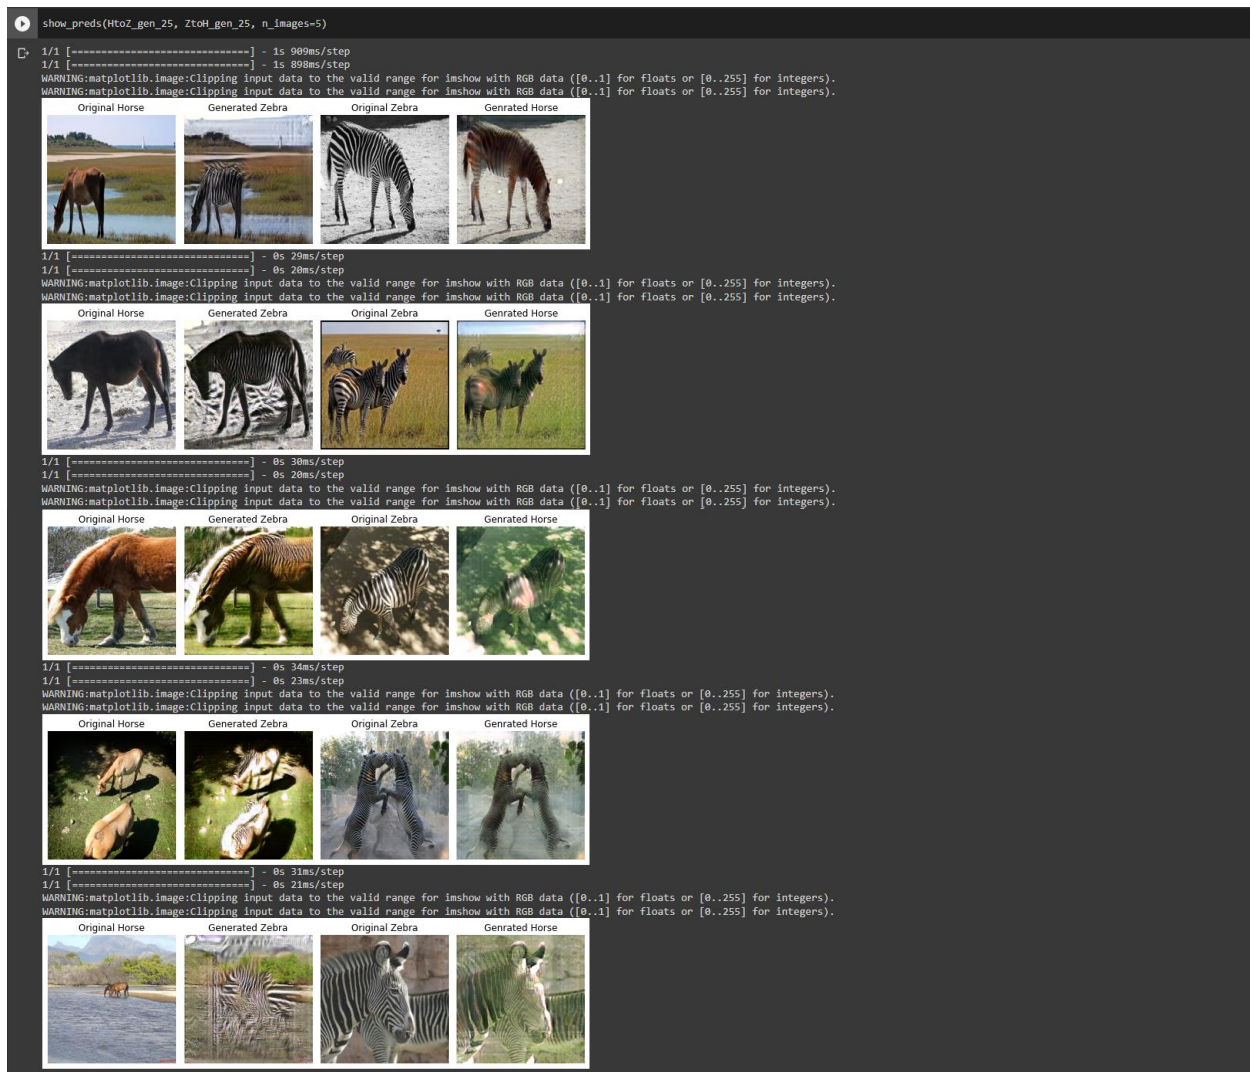 show_preds(HtoZ_gen_25, ZtoH_gen_25, n_images=5)
1/1 [==============================] - 1s 909ms/step
1/1 [==============================] - 1s 898ms/step
WARNING:matplotlib.image:Clipping input data to the valid range for imshow with RGB data ([0..1] for floats or [0..255] for integers).
WARNING:matplotlib.image:Clipping input data to the valid range for imshow with RGB data ([0..1] for floats or [0..255] for integers).
Original Horse Generated Zebra Original Zebra Genrated Horse
1/1 [==============================] - 0s 29ms/step
1/1 [==============================] - 0s 20ms/step
WARNING:matplotlib.image:Clipping input data to the valid range for imshow with RGB data ([0..1] for floats or [0..255] for integers).
WARNING:matplotlib.image:Clipping input data to the valid range for imshow with RGB data ([0..1] for floats or [0..255] for integers).
Original Horse Generated Zebra Original Zebra Genrated Horse
1/1 [==============================] - 0s 30ms/step
1/1 [==============================] - 0s 20ms/step
WARNING:matplotlib.image:Clipping input data to the valid range for imshow with RGB data ([0..1] for floats or [0..255] for integers).
WARNING:matplotlib.image:Clipping input data to the valid range for imshow with RGB data ([0..1] for floats or [0..255] for integers).
Original Horse Generated Zebra Original Zebra Genrated Horse
1/1 [==============================] - 0s 34ms/step
1/1 [==============================] - 0s 23ms/step
WARNING:matplotlib.image:Clipping input data to the valid range for imshow with RGB data ([0..1] for floats or [0..255] for integers).
WARNING:matplotlib.image:Clipping input data to the valid range for imshow with RGB data ([0..1] for floats or [0..255] for integers).
Original Horse Generated Zebra Original Zebra Genrated Horse
1/1 [==============================] - 0s 31ms/step
1/1 [==============================] - 0s 21ms/step
WARNING:matplotlib.image:Clipping input data to the valid range for imshow with RGB data ([0..1] for floats or [0..255] for integers).
WARNING:matplotlib.image:Clipping input data to the valid range for imshow with RGB data ([0..1] for floats or [0..255] for integers).
Original Horse Generated Zebra Original Zebra Genrated Horse